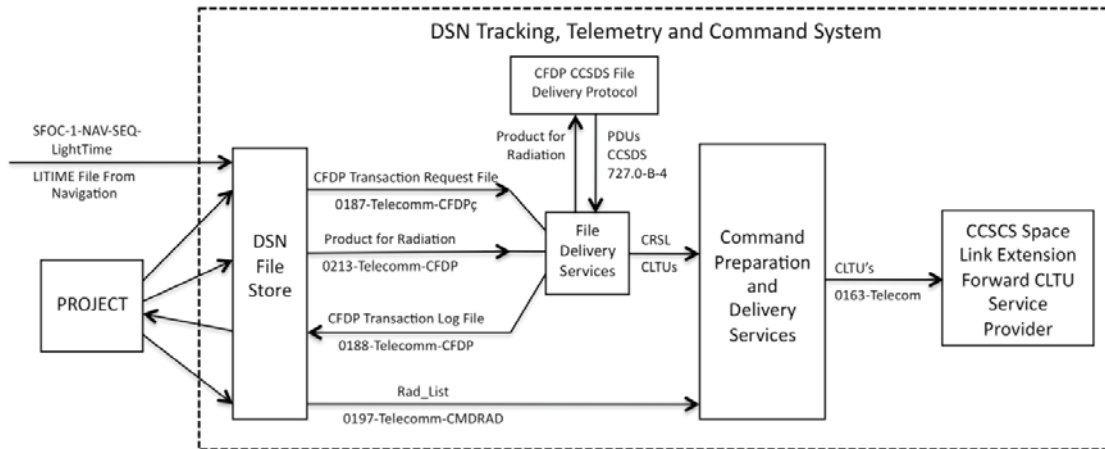 DSN Tracking, Telemetry and Command System
CFDP CCSDS File
Delivery Protocol
SFOC-1-NAV-SEQ-
LightTime
LITIME File From
Navigation
Product for
Radiation
PDUs
CCSDS
727.0-B-4
PROJECT
DSN
File
Store
CFDP Transaction Request File
0187-Telecomm-CFDPç
Product for Radiation
0213-Telecomm-CFDP
CFDP Transaction Log File
0188-Telecomm-CFDP
Rad_List
0197-Telecomm-CMDRAD
File
Delivery
Services
CRSL
CLTUs
Command
Preparation
and
Delivery
Services
CLTU's
0163-Telecom
CCSCS Space
Link Extension
Forward CLTU
Service
Provider